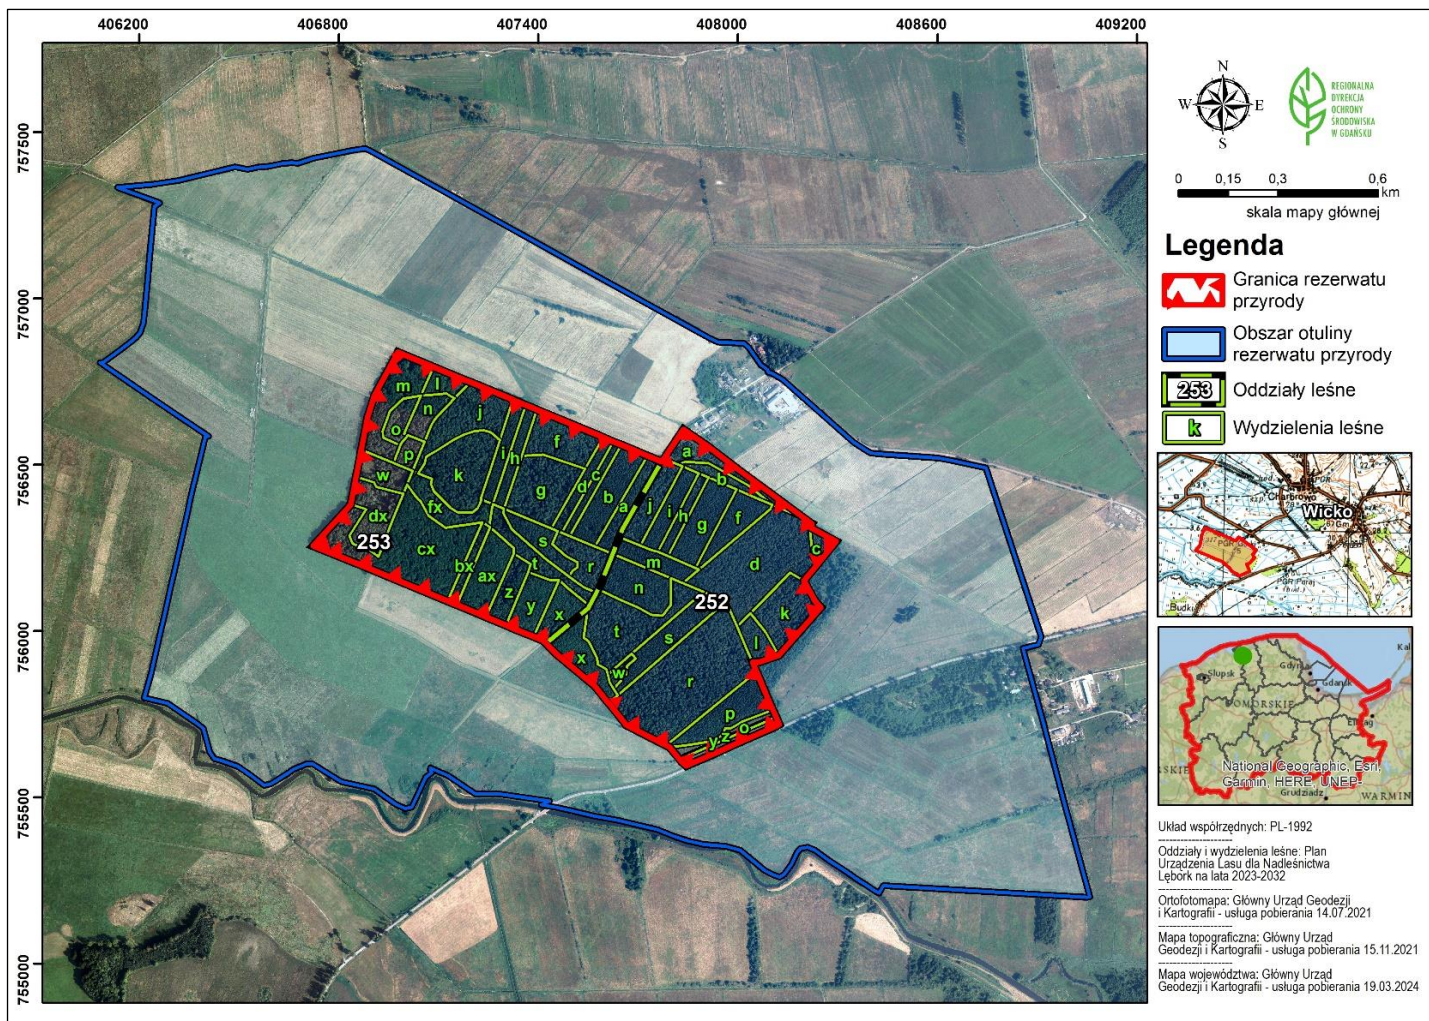 406200 406800 407400 408000 408600 409200
757500
757000
756500
756000
755500
755000
N
W E
S
REGIONALNA
DYREKCJA
OCHRONY
ŚRODOWISKA
W GDAŃSKU
0 0,15 0,3 0,6
km
skala mapy głównej
Legenda
Granica rezerwatu
przyrody
Obszar otuliny
rezerwatu przyrody
253 Oddziały leśne
k Wydzielenia leśne
m l j n o p k i h f c d b g a w fx dx
253
cx s r t bx ax z y x
a b j i h g f c d m n
252
k t s l x w r p o z y
Charbrowo
Wicko
Budki
Słupsk
Gdynia
Gdańsk
POMORSKIE
Elbląg
National Geographic, Esri,
Garmin, HERE, UNEP-
Grudziądz
WARMIN
Układ współrzędnych: PL-1992
--------------------
Oddziały i wydzielenia leśne: Plan
Urządzenia Lasu dla Nadleśnictwa
Lębork na lata 2023-2032
--------------------
Ortofotomapa: Główny Urząd Geodezji
i Kartografii - usługa pobierania 14.07.2021
--------------------
Mapa topograficzna: Główny Urząd
Geodezji i Kartografii - usługa pobierania 15.11.2021
--------------------
Mapa województwa: Główny Urząd
Geodezji i Kartografii - usługa pobierania 19.03.2024